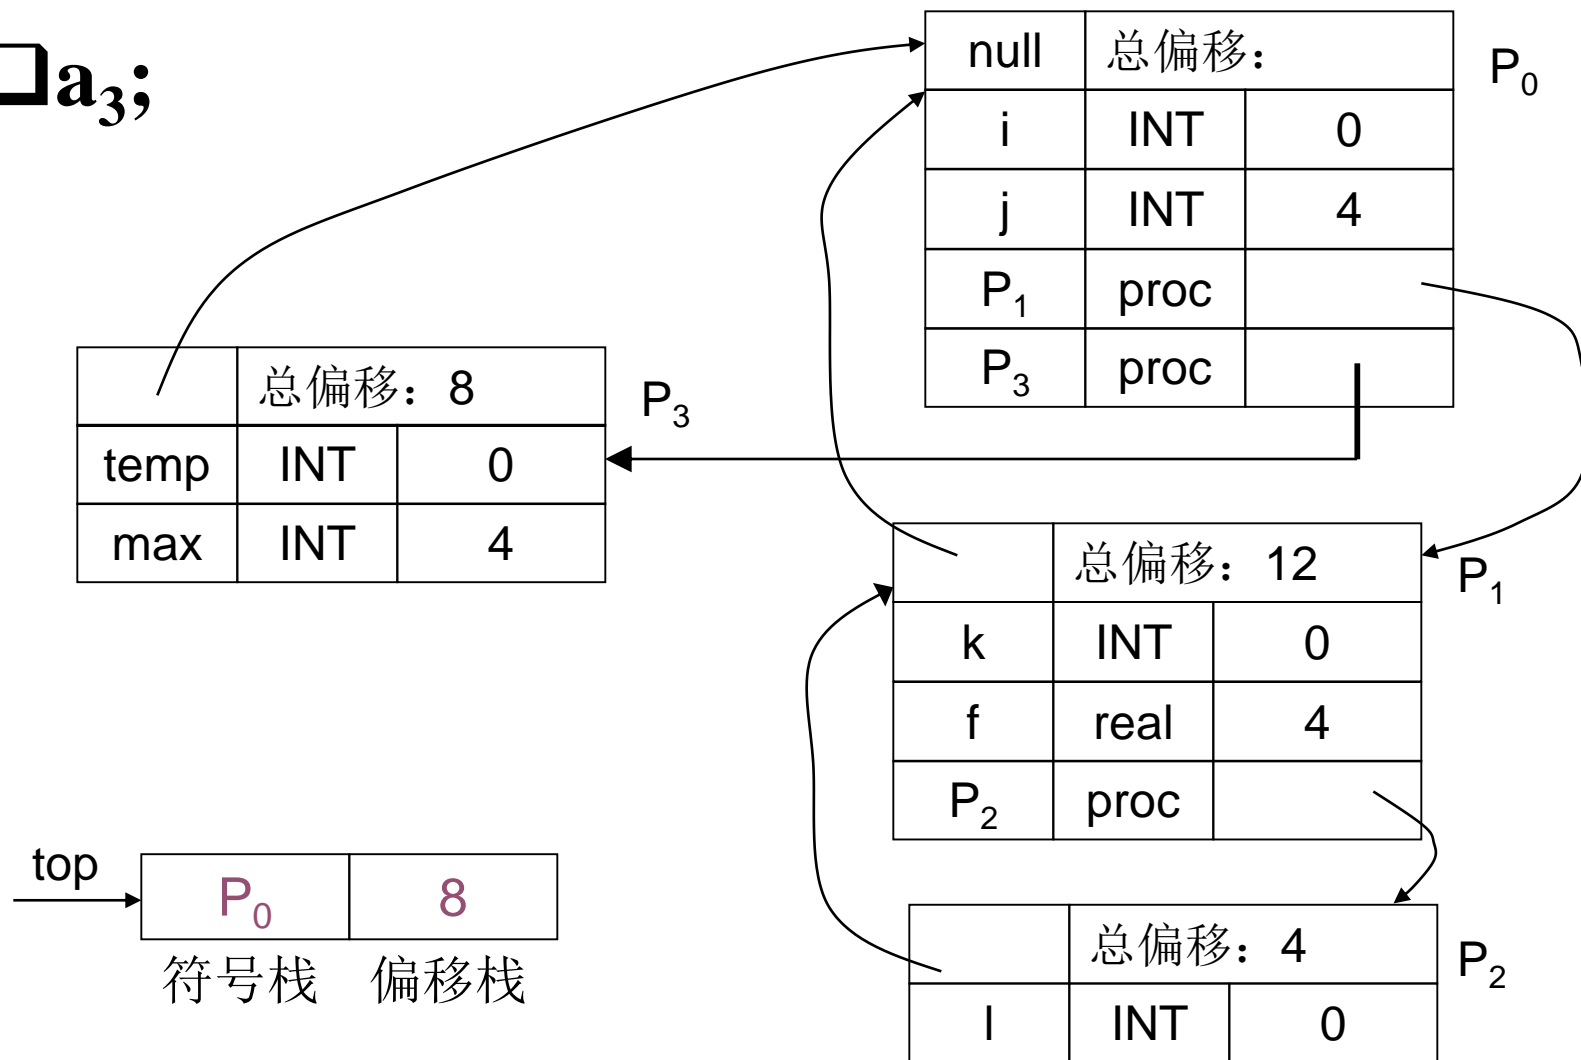 ❑a₃;
null 总偏移： P₀
i INT 0
j INT 4
P₁ proc
P₃ proc
总偏移：8 P₃
temp INT 0
max INT 4
总偏移：12 P₁
k INT 0
f real 4
P₂ proc
top P₀ 8
符号栈 偏移栈
总偏移：4 P₂
l INT 0